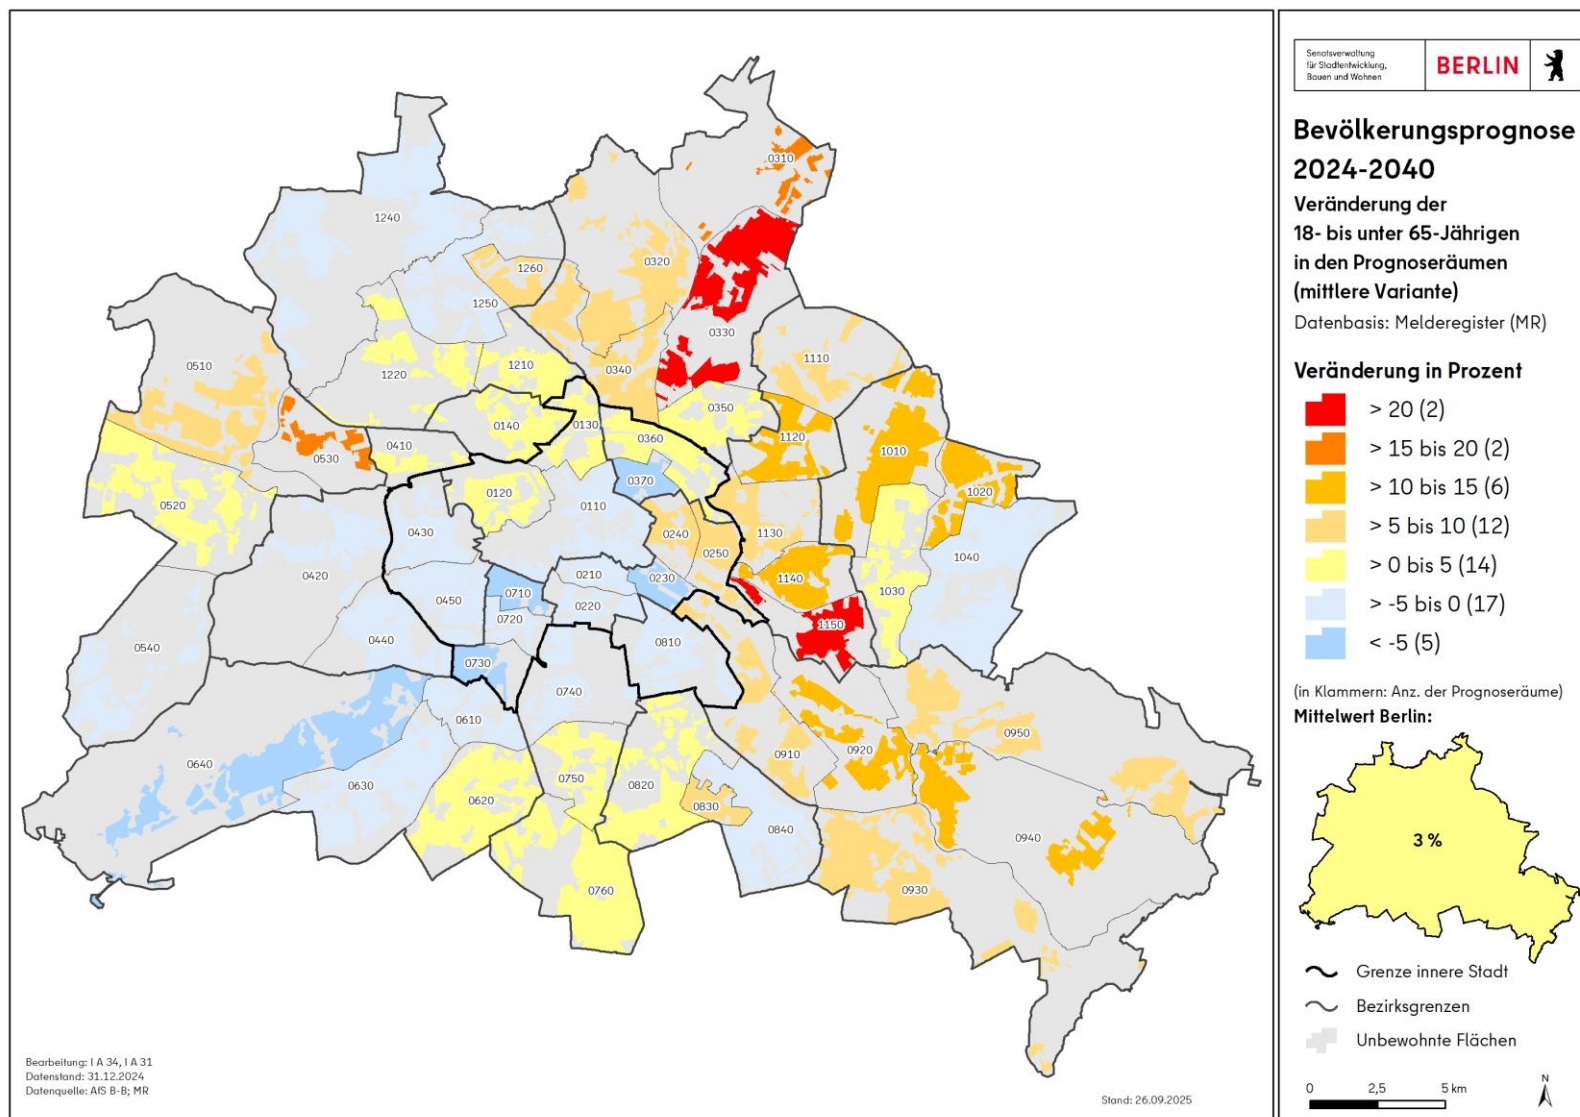 Senatsverwaltung
für Stadtentwicklung,
Bauen und Wohnen
BERLIN
Bevölkerungsprognose
2024-2040
Veränderung der
18- bis unter 65-Jährigen
in den Prognoseräumen
(mittlere Variante)
Datenbasis: Melderegister (MR)
Veränderung in Prozent
> 20 (2)
> 15 bis 20 (2)
> 10 bis 15 (6)
> 5 bis 10 (12)
> 0 bis 5 (14)
> -5 bis 0 (17)
< -5 (5)
(in Klammern: Anz. der Prognoseräume)
Mittelwert Berlin:
3 %
Grenze innere Stadt
Bezirksgrenzen
Unbewohnte Flächen
0 2,5 5 km
N
0310
1240
0320
1260
1250
0330
1110
0510
1210
0340
1220
0350
0140
0130
0360
1120
0410
1010
0530
0370
0120
1020
0520
0110
0240
1130
0430
0250
1040
0420
0210
0230
1140
0710
1030
0450
0220
0720
1150
0440
0540
0810
0730
0740
0610
0950
0920
0910
0640
0750
0630
0820
0620
0830
0840
0940
0760
0930
Bearbeitung: I A 34, I A 31
Datenstand: 31.12.2024
Datenquelle: AfS B-B; MR
Stand: 26.09.2025